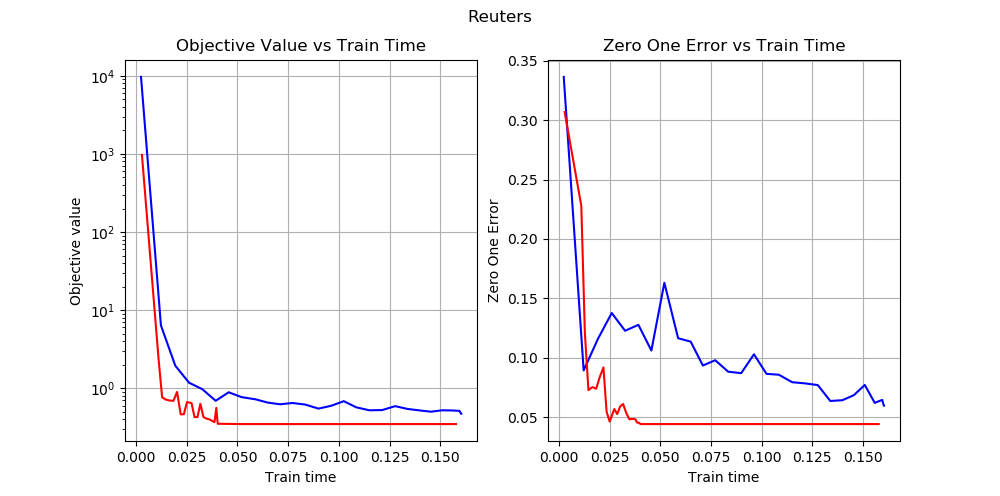 Reuters
Objective Value vs Train Time
Objective value
10^4
10^3
10^2
10^1
10^0
0.000 0.025 0.050 0.075 0.100 0.125 0.150
Train time
Zero One Error vs Train Time
Zero One Error
0.35
0.30
0.25
0.20
0.15
0.10
0.05
0.000 0.025 0.050 0.075 0.100 0.125 0.150
Train time